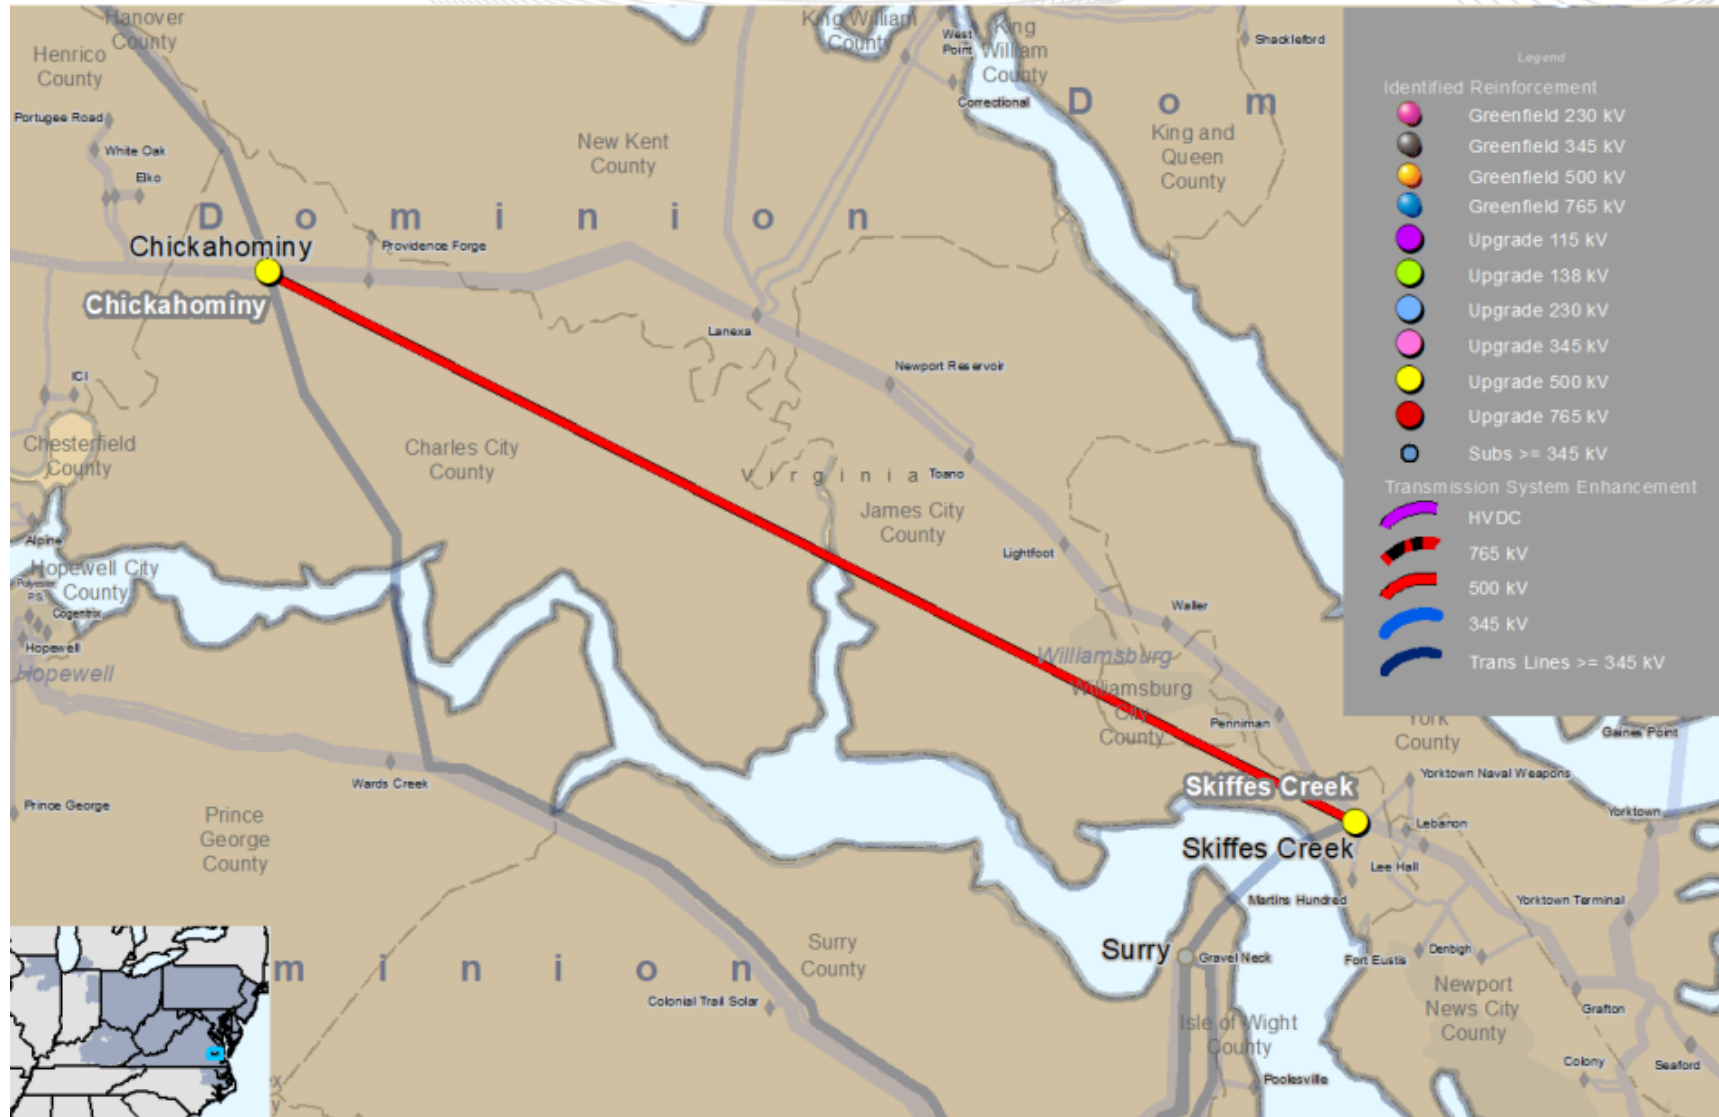 Hanover
County
Henrico
County
Portugee Road
White Oak
Elko
King William
County
West
Point
King
William
County
Correctional
Shackleford
New Kent
County
King and
Queen
County
D o m
D o m i n i o n
Chickahominy
Chickahominy
Providence Forge
Lanexa
Newport Reservoir
ICI
Chesterfield
County
Charles City
County
Virginia
Toano
James City
County
Lightfoot
Alpine
Hopewell City
County
Polyester
P.S.
Cogentrix
Hopewell
Hopewell
Waller
Williamsburg
Williamsburg
City
County
Penniman
York
County
Gaines Point
Skiffes Creek
Skiffes Creek
Yorktown Naval Weapons
Yorktown
Lebanon
Lee Hall
Wards Creek
Prince George
Prince
George
County
Martins Hundred
Yorktown Terminal
Surry
Gravel Neck
Surry
County
Fort Eustis
Denbigh
Newport
News City
County
Grafton
m i n i o n
Colonial Trail Solar
Isle of Wight
County
Poolesville
Colony
Seaford
Legend
Identified Reinforcement
Greenfield 230 kV
Greenfield 345 kV
Greenfield 500 kV
Greenfield 765 kV
Upgrade 115 kV
Upgrade 138 kV
Upgrade 230 kV
Upgrade 345 kV
Upgrade 500 kV
Upgrade 765 kV
Subs >= 345 kV
Transmission System Enhancement
HVDC
765 kV
500 kV
345 kV
Trans Lines >= 345 kV